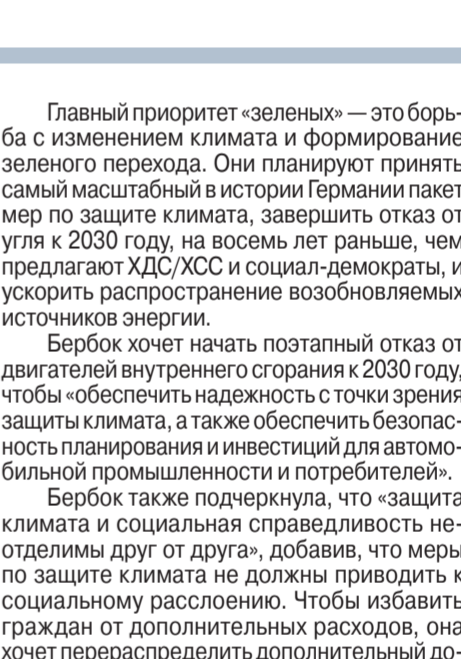 Главный приоритет «зеленых» — это борь-
ба с изменением климата и формирование
зеленого перехода. Они планируют принять
самый масштабный в истории Германии пакет
мер по защите климата, завершить отказ от
угля к 2030 году, на восемь лет раньше, чем
предлагают ХДС/ХСС и социал-демократы, и
ускорить распространение возобновляемых
источников энергии.
Бербок хочет начать поэтапный отказ от
двигателей внутреннего сгорания к 2030 году,
чтобы «обеспечить надежность с точки зрения
защиты климата, а также обеспечить безопас-
ность планирования и инвестиций для автомо-
бильной промышленности и потребителей».
Бербок также подчеркнула, что «защита
климата и социальная справедливость не-
отделимы друг от друга», добавив, что меры
по защите климата не должны приводить к
социальному расслоению. Чтобы избавить
граждан от дополнительных расходов, она
хочет перераспределить дополнительный до-